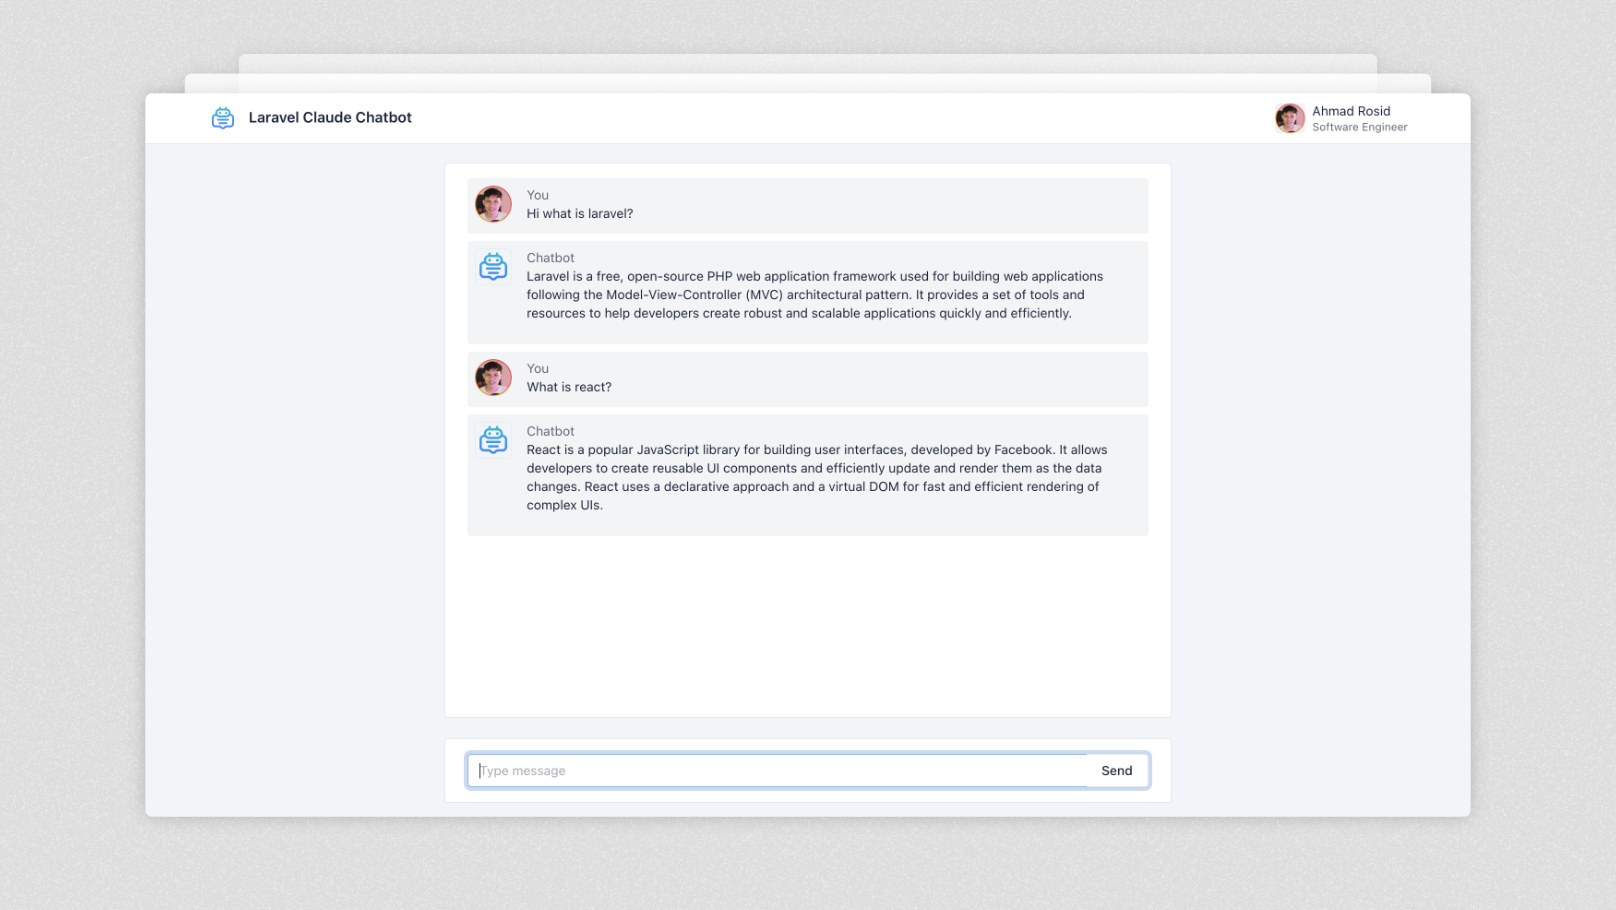 Laravel Claude Chatbot
Ahmad Rosid
Software Engineer
You
Hi what is laravel?
Chatbot
Laravel is a free, open-source PHP web application framework used for building web applications
following the Model-View-Controller (MVC) architectural pattern. It provides a set of tools and
resources to help developers create robust and scalable applications quickly and efficiently.
You
What is react?
Chatbot
React is a popular JavaScript library for building user interfaces, developed by Facebook. It allows
developers to create reusable UI components and efficiently update and render them as the data
changes. React uses a declarative approach and a virtual DOM for fast and efficient rendering of
complex UIs.
Type message
Send